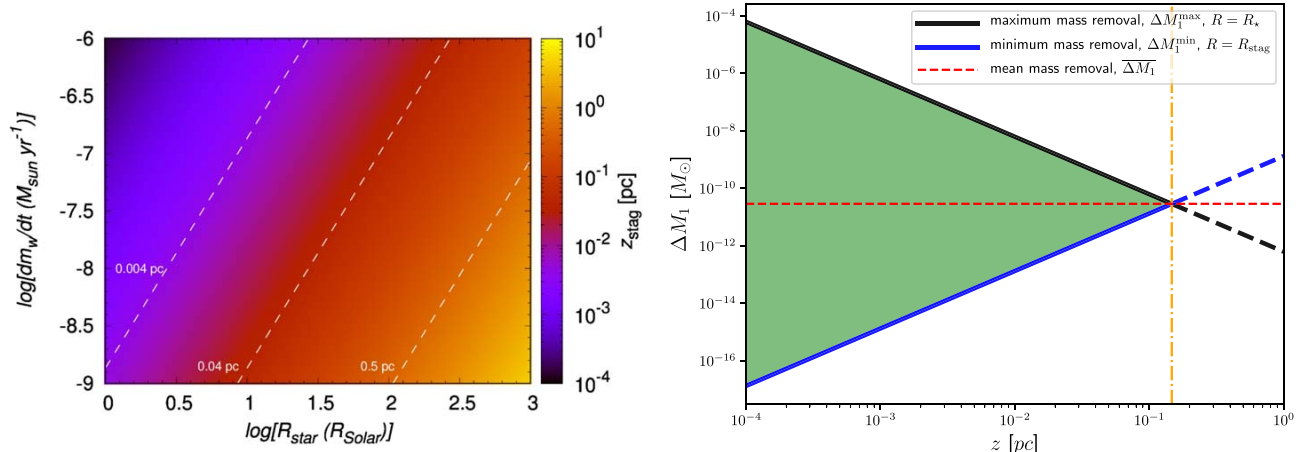 -6
-6.5
-7
-7.5
-8
-8.5
-9
log[dm_w/dt (M_sun yr^-1)]
0.004 pc
0.04 pc
0.5 pc
0 0.5 1 1.5 2 2.5 3
log[R_star (R_Solar)]
10^1
10^0
10^-1
10^-2
10^-3
10^-4
z_stag [pc]
maximum mass removal, ΔM_1^max, R = R_⋆
minimum mass removal, ΔM_1^min, R = R_stag
mean mass removal, \overline{ΔM_1}
10^-4
10^-6
10^-8
10^-10
10^-12
10^-14
10^-16
ΔM_1 [M_⊙]
10^-4 10^-3 10^-2 10^-1 10^0
z [pc]